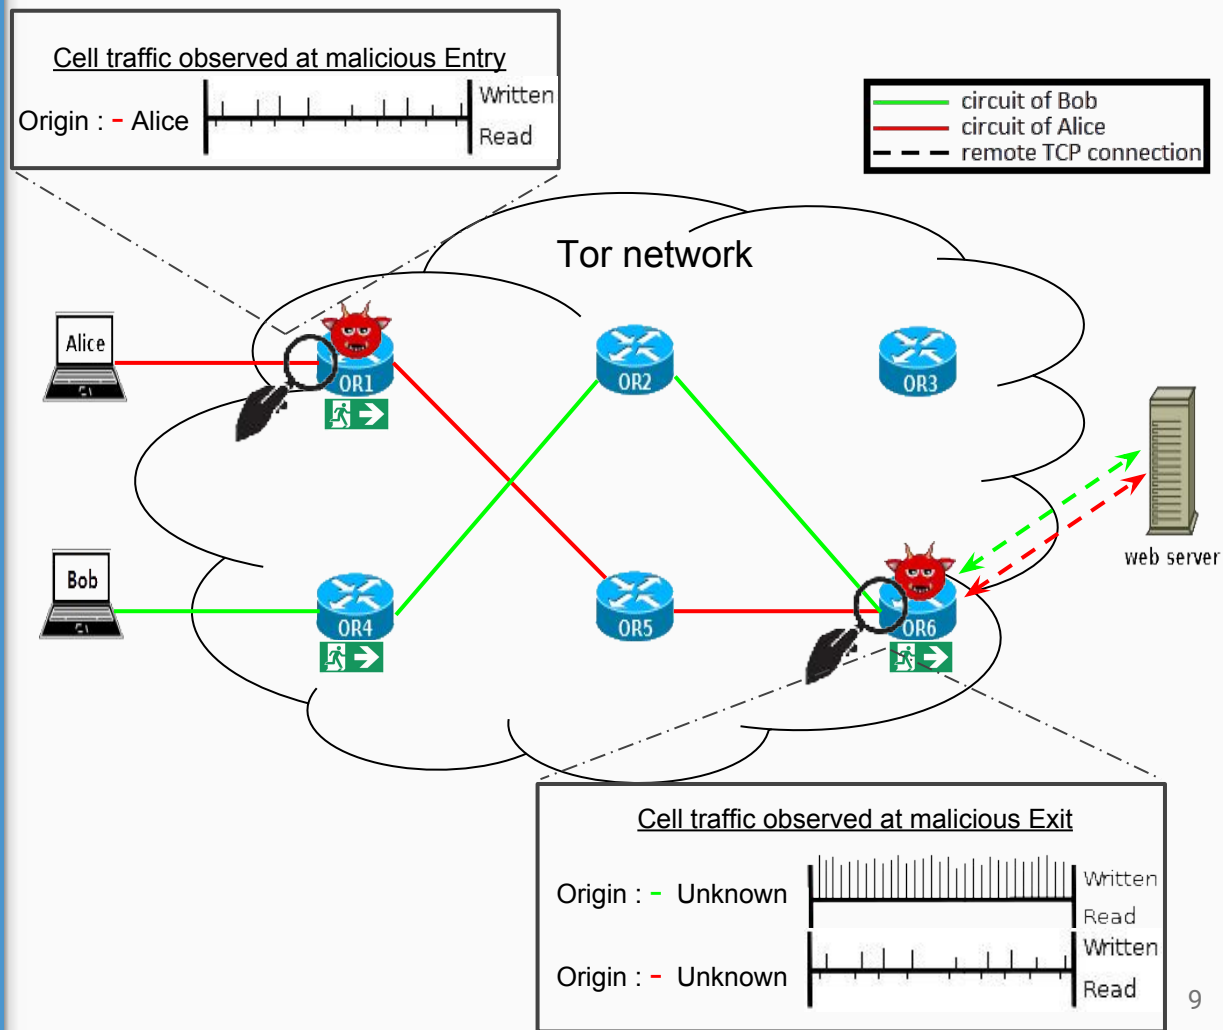 Cell traffic observed at malicious Entry
Origin : - Alice
Written
Read
circuit of Bob
circuit of Alice
remote TCP connection
Tor network
Alice
OR1
OR2
OR3
web server
Bob
OR4
OR5
OR6
Cell traffic observed at malicious Exit
Origin : - Unknown
Written
Read
Origin : - Unknown
Written
Read
9